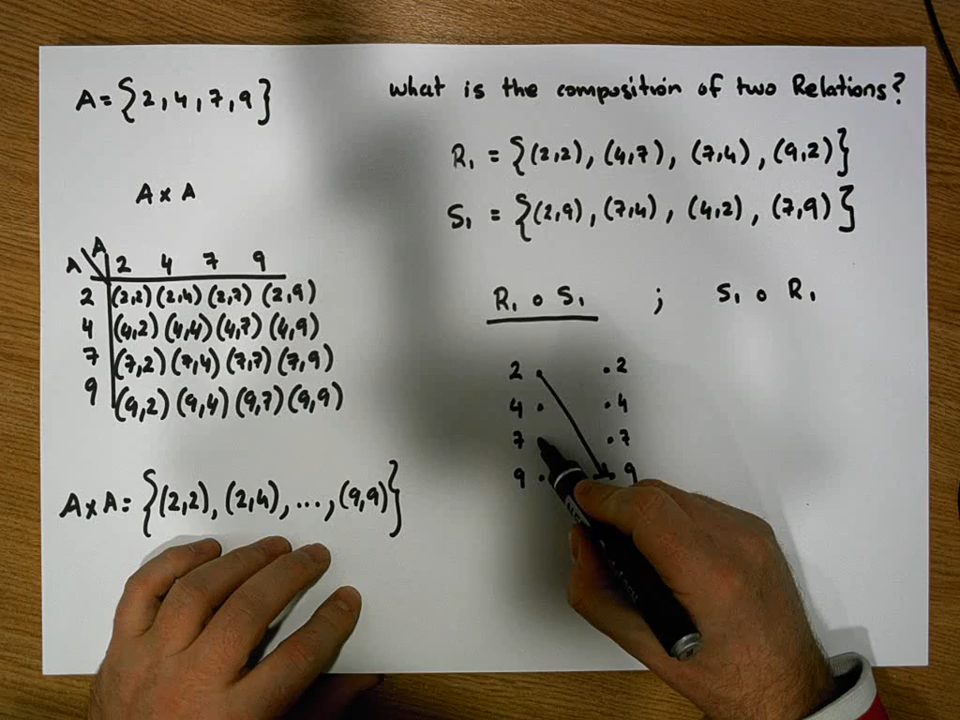 A = {2, 4, 7, 9}
A x A
A \ A 2 4 7 9
2 (2,2) (2,4) (2,7) (2,9)
4 (4,2) (4,4) (4,7) (4,9)
7 (7,2) (7,4) (7,7) (7,9)
9 (9,2) (9,4) (9,7) (9,9)
A x A = {(2,2), (2,4), ..., (9,9)}
what is the composition of two Relations?
R₁ = {(2,2), (4,7), (7,4), (9,2)}
S₁ = {(2,9), (7,4), (4,2), (7,9)}
R₁ ∘ S₁ ; S₁ ∘ R₁
2 . . 2
4 . . 4
7 . . 7
9 . . 9